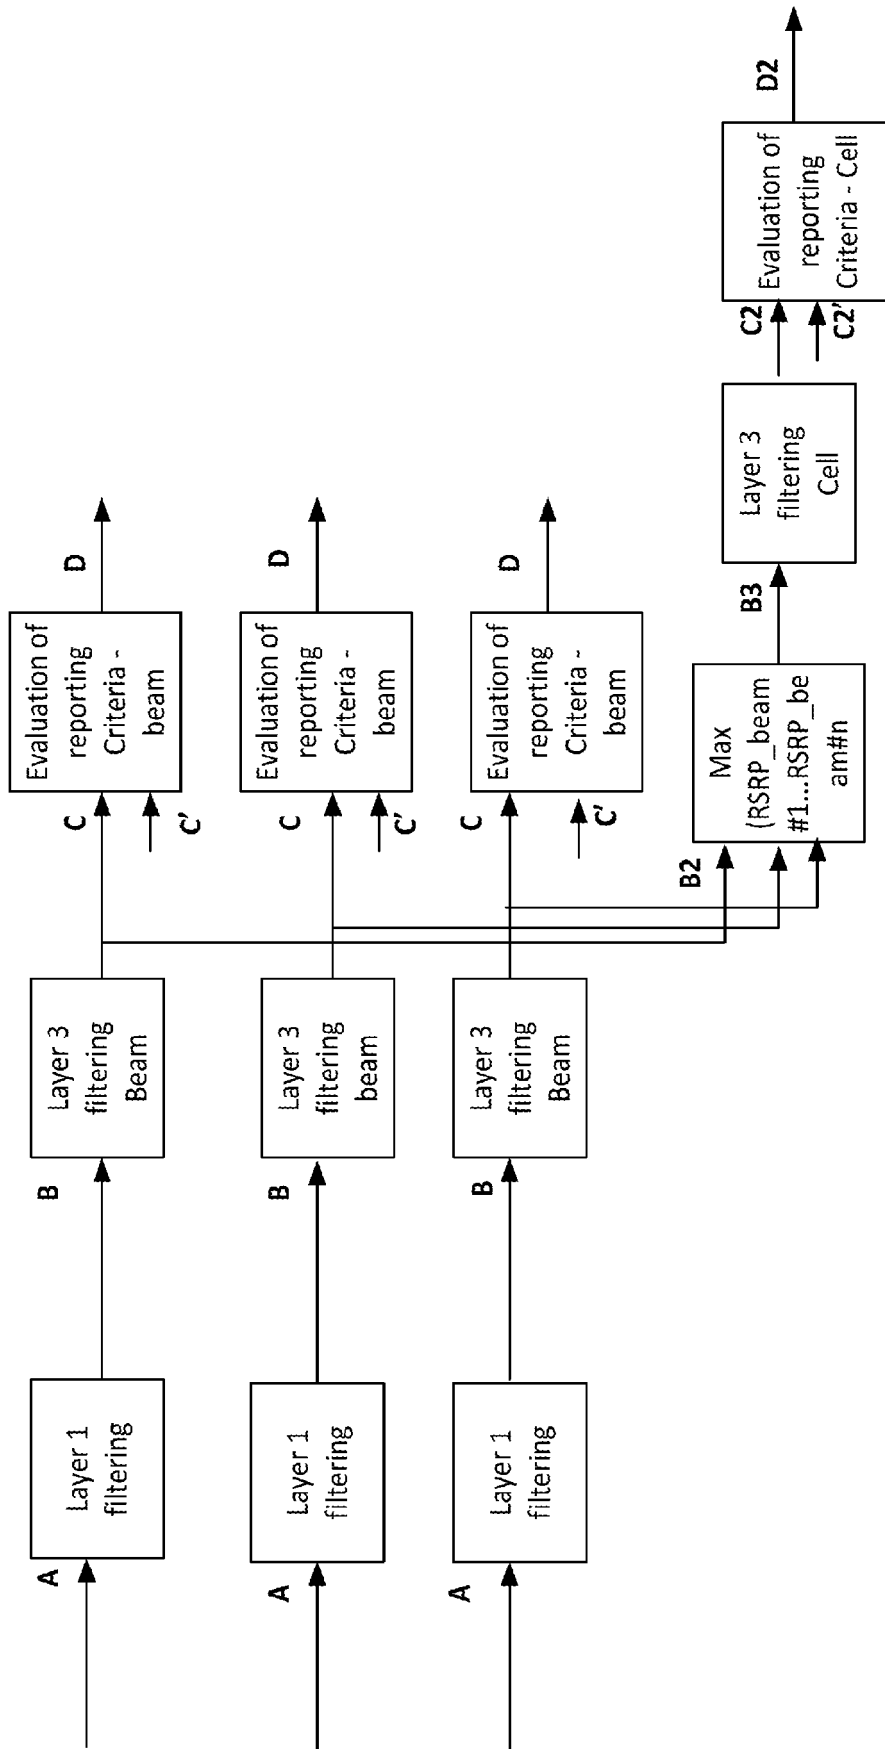 A
Layer 1
filtering
B
Layer 3
filtering
Beam
C
C'
Evaluation of
reporting
Criteria -
beam
D
A
Layer 1
filtering
B
Layer 3
filtering
beam
C
C'
Evaluation of
reporting
Criteria -
beam
D
A
Layer 1
filtering
B
Layer 3
filtering
Beam
C
C'
Evaluation of
reporting
Criteria -
beam
D
B2
Max
(RSRP_beam
#1...RSRP_be
am#n
B3
Layer 3
filtering
Cell
C2
C2'
Evaluation of
reporting
Criteria - Cell
D2